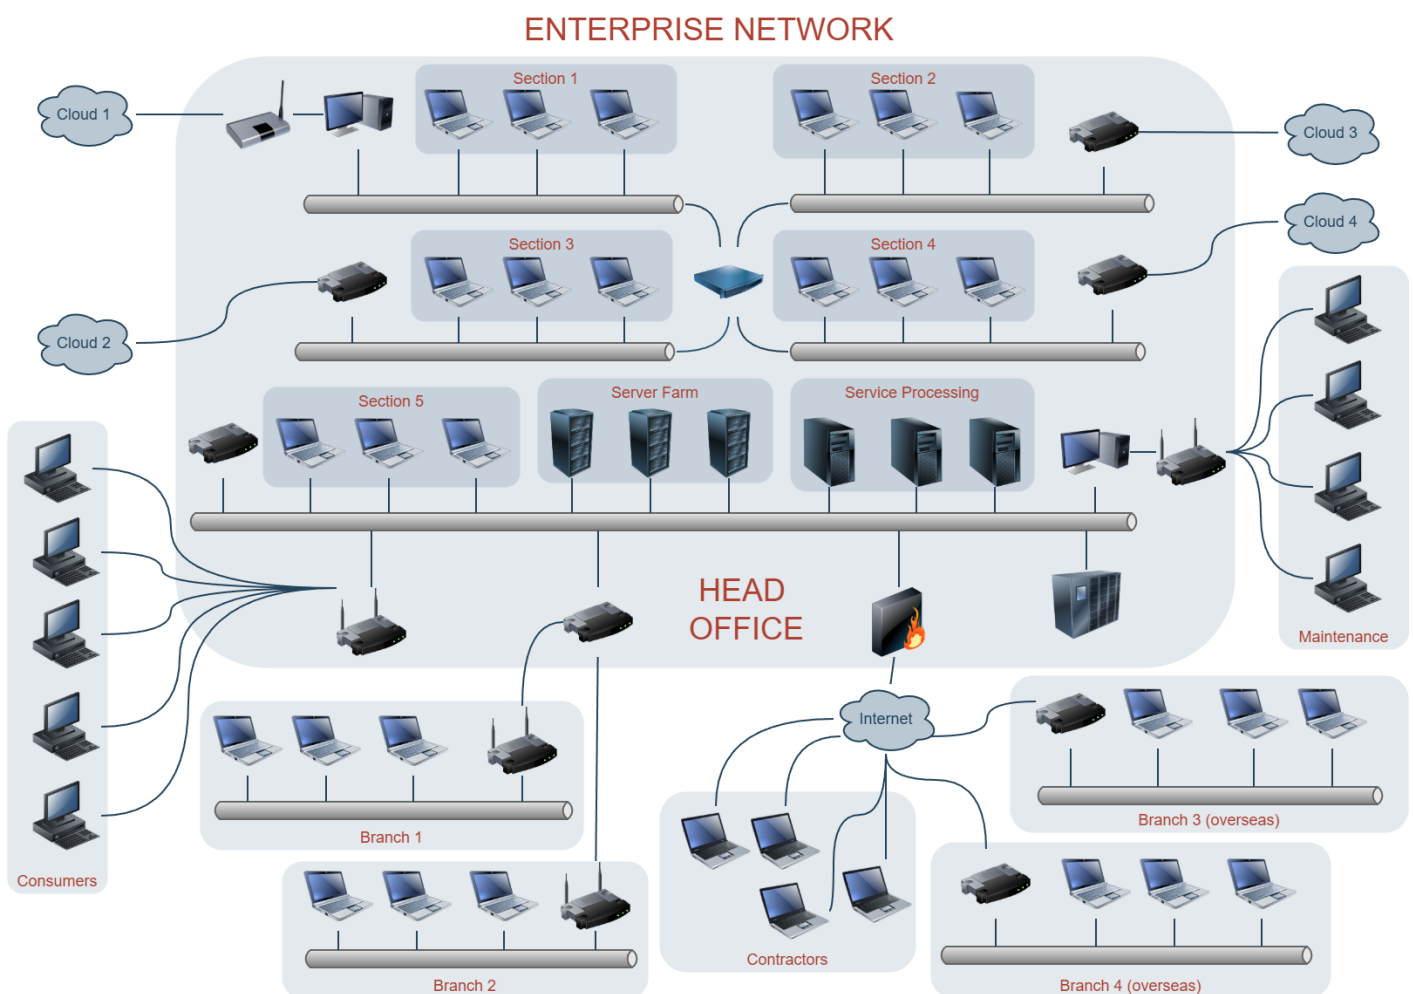 ENTERPRISE NETWORK
Section 1
Section 2
Cloud 1
Cloud 3
Cloud 4
Section 3
Section 4
Cloud 2
Section 5
Server Farm
Service Processing
HEAD
OFFICE
Maintenance
Internet
Branch 1
Branch 3 (overseas)
Consumers
Contractors
Branch 2
Branch 4 (overseas)